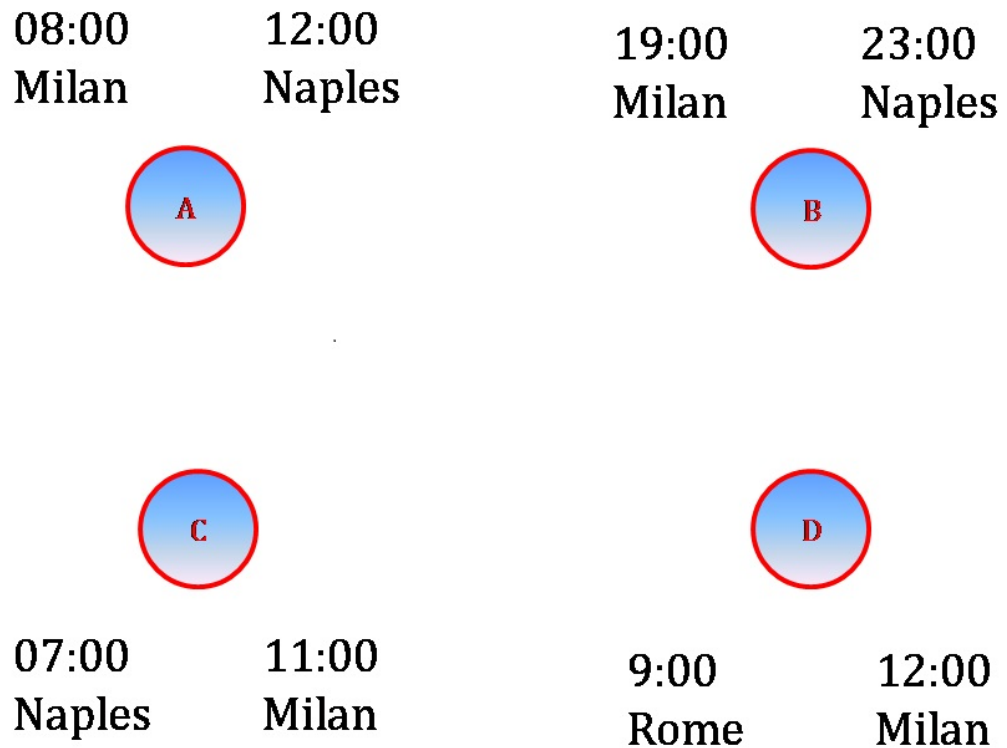 08:00 12:00
Milan Naples
19:00 23:00
Milan Naples
A
B
C
D
07:00 11:00
Naples Milan
9:00 12:00
Rome Milan